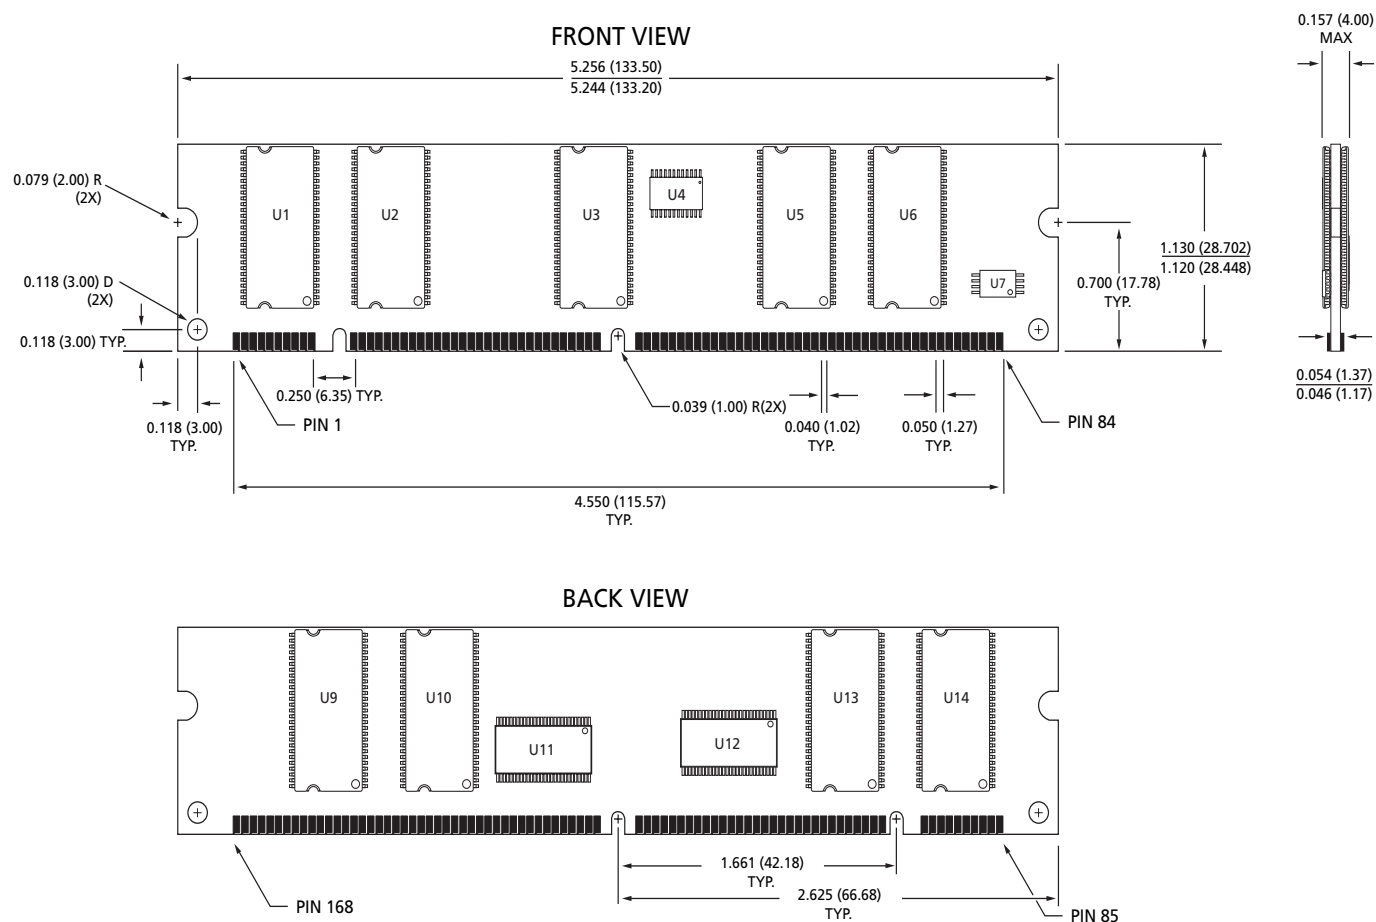 FRONT VIEW
0.157 (4.00)
MAX
5.256 (133.50)
5.244 (133.20)
0.079 (2.00) R
(2X)
U1
U2
U3
U4
U5
U6
U7
0.118 (3.00) D
(2X)
0.118 (3.00) TYP.
1.130 (28.702)
1.120 (28.448)
0.700 (17.78)
TYP.
0.250 (6.35) TYP.
0.118 (3.00)
TYP.
PIN 1
0.039 (1.00) R(2X)
0.040 (1.02)
TYP.
0.050 (1.27)
TYP.
PIN 84
0.054 (1.37)
0.046 (1.17)
4.550 (115.57)
TYP.
BACK VIEW
U9
U10
U11
U12
U13
U14
1.661 (42.18)
TYP.
2.625 (66.68)
TYP.
PIN 168
PIN 85